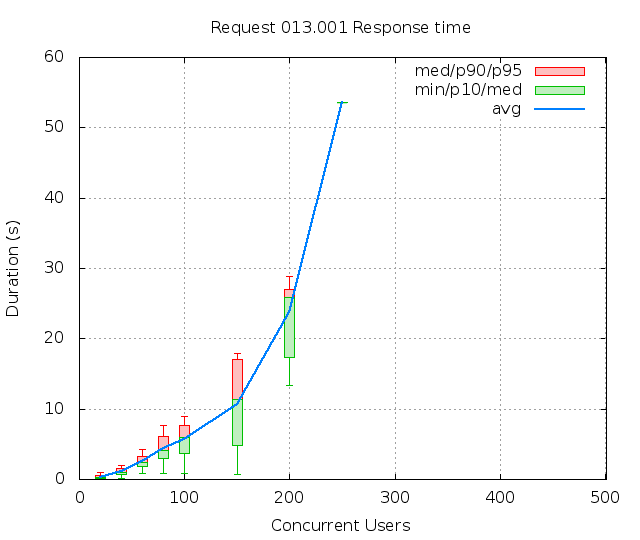 Request 013.001 Response time
60
50
40
30
20
10
0
med/p90/p95
min/p10/med
avg
Duration (s)
0 100 200 300 400 500
Concurrent Users